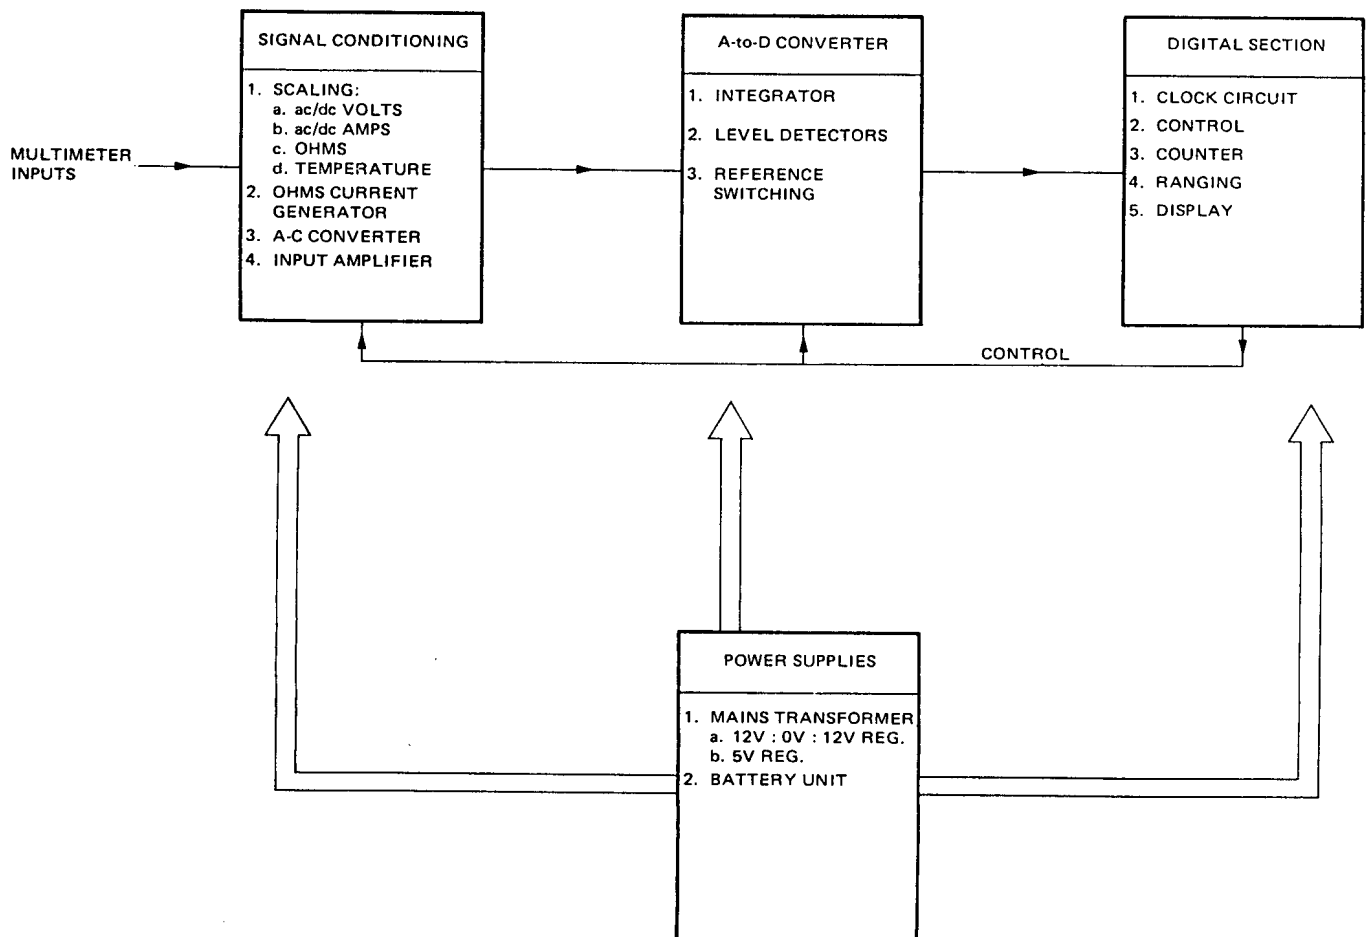 MULTIMETER
INPUTS
SIGNAL CONDITIONING
1. SCALING:
a. ac/dc VOLTS
b. ac/dc AMPS
c. OHMS
d. TEMPERATURE
2. OHMS CURRENT
GENERATOR
3. A-C CONVERTER
4. INPUT AMPLIFIER
A-to-D CONVERTER
1. INTEGRATOR
2. LEVEL DETECTORS
3. REFERENCE
SWITCHING
DIGITAL SECTION
1. CLOCK CIRCUIT
2. CONTROL
3. COUNTER
4. RANGING
5. DISPLAY
CONTROL
POWER SUPPLIES
1. MAINS TRANSFORMER
a. 12V : 0V : 12V REG.
b. 5V REG.
2. BATTERY UNIT